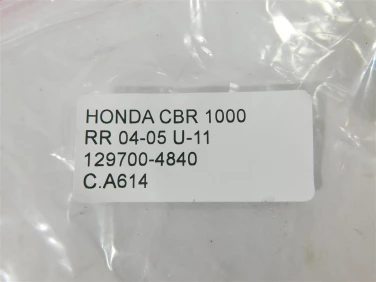 HONDA CBR 1000
RR 04-05 U-11
129700-4840
C.A614